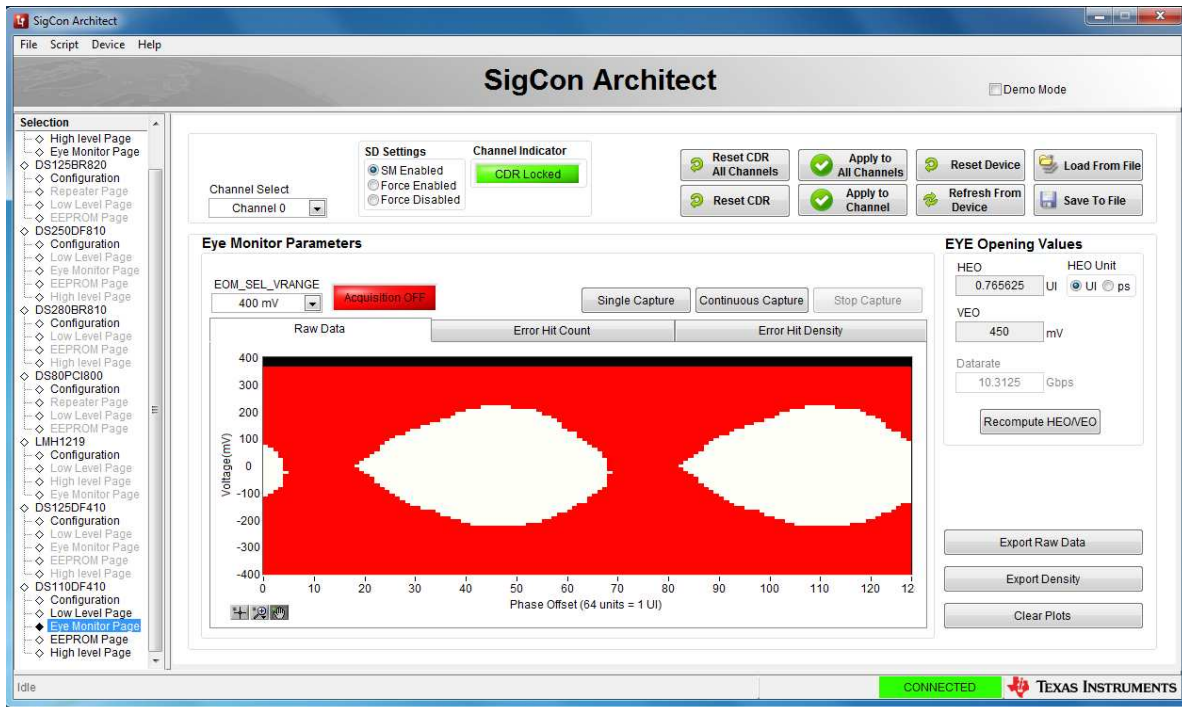 SigCon Architect
File Script Device Help
SigCon Architect
Demo Mode
Selection
High level Page
Eye Monitor Page
DS125BR820
Configuration
Repeater Page
Low Level Page
EEPROM Page
DS250DF810
Configuration
Low Level Page
Eye Monitor Page
EEPROM Page
High level Page
DS280BR810
Configuration
Low Level Page
EEPROM Page
High level Page
DS80PCI800
Configuration
Repeater Page
Low Level Page
EEPROM Page
LMH1219
Configuration
Low Level Page
High level Page
Eye Monitor Page
DS125DF410
Configuration
Low Level Page
Eye Monitor Page
EEPROM Page
High level Page
DS110DF410
Configuration
Low Level Page
Eye Monitor Page
EEPROM Page
High level Page
Channel Select
Channel 0
SD Settings
SM Enabled
Force Enabled
Force Disabled
Channel Indicator
CDR Locked
Reset CDR
All Channels
Apply to
All Channels
Reset Device
Load From File
Reset CDR
Apply to
Channel
Refresh From
Device
Save To File
Eye Monitor Parameters
EOM_SEL_VRANGE
400 mV
Acquisition OFF
Single Capture
Continuous Capture
Stop Capture
Raw Data
Error Hit Count
Error Hit Density
Voltage(mV)
400
300
200
100
0
-100
-200
-300
-400
0 10 20 30 40 50 60 70 80 90 100 110 120 12
Phase Offset (64 units = 1 UI)
EYE Opening Values
HEO
0.765625 UI
HEO Unit
UI ps
VEO
450 mV
Datarate
10.3125 Gbps
Recompute HEO/VEO
Export Raw Data
Export Density
Clear Plots
Idle
CONNECTED
TEXAS INSTRUMENTS